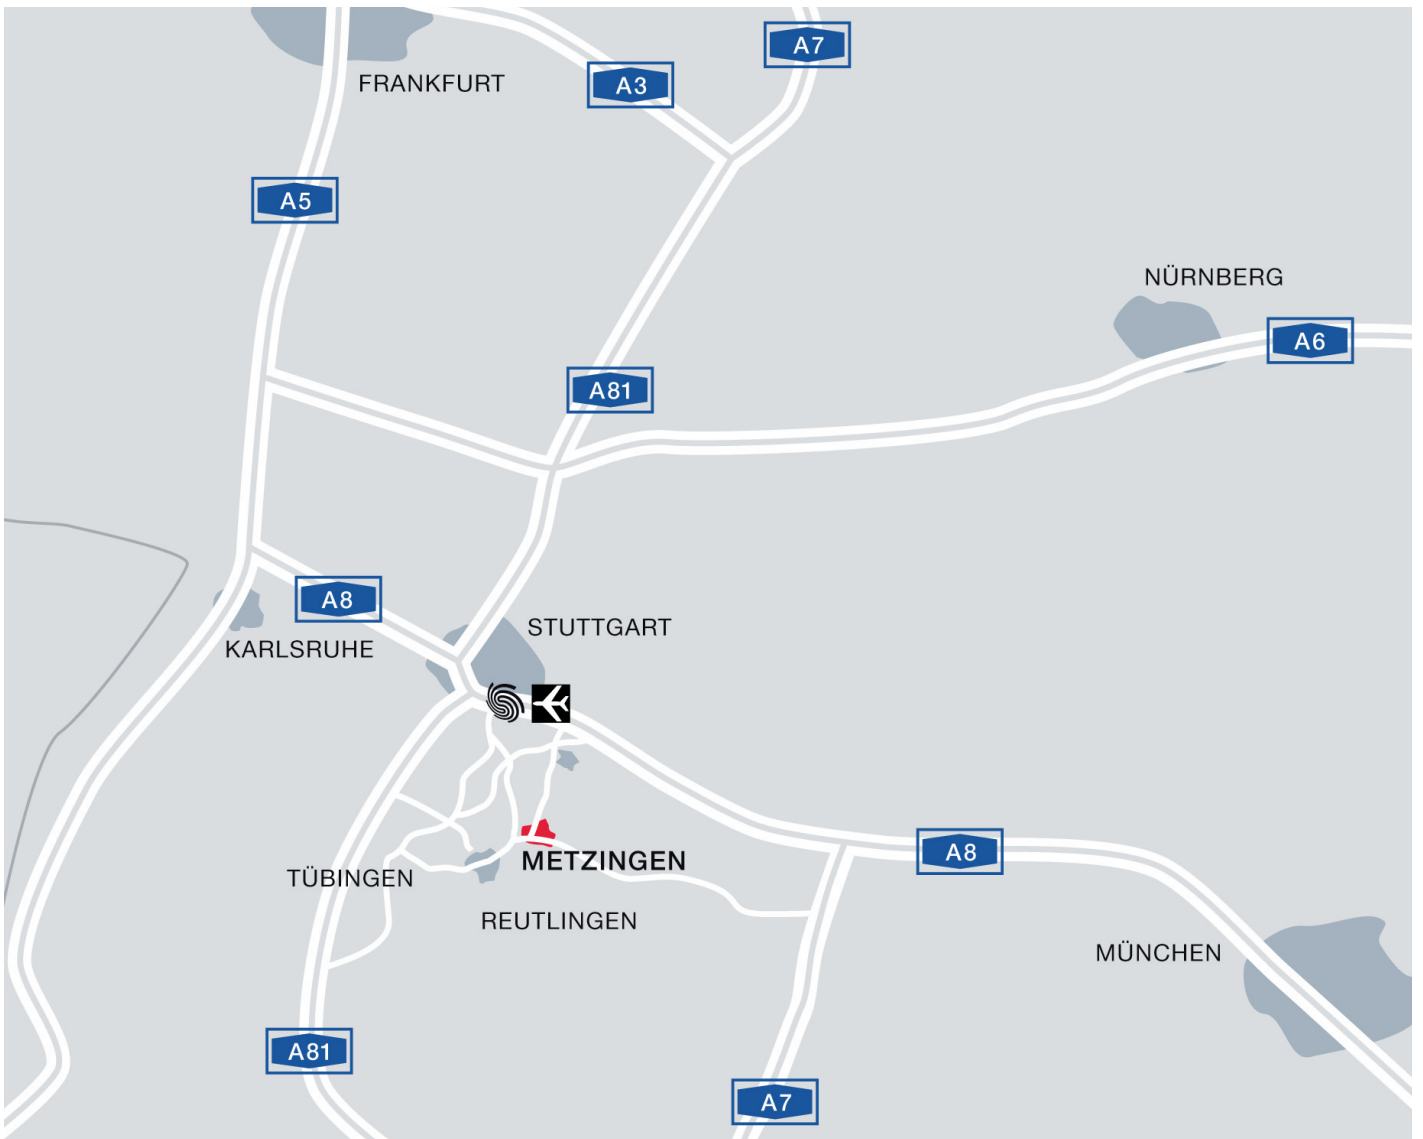 A7
FRANKFURT
A3
A5
NÜRNBERG
A6
A81
A8
STUTTGART
KARLSRUHE
A8
METZINGEN
TÜBINGEN
REUTLINGEN
MÜNCHEN
A81
A7